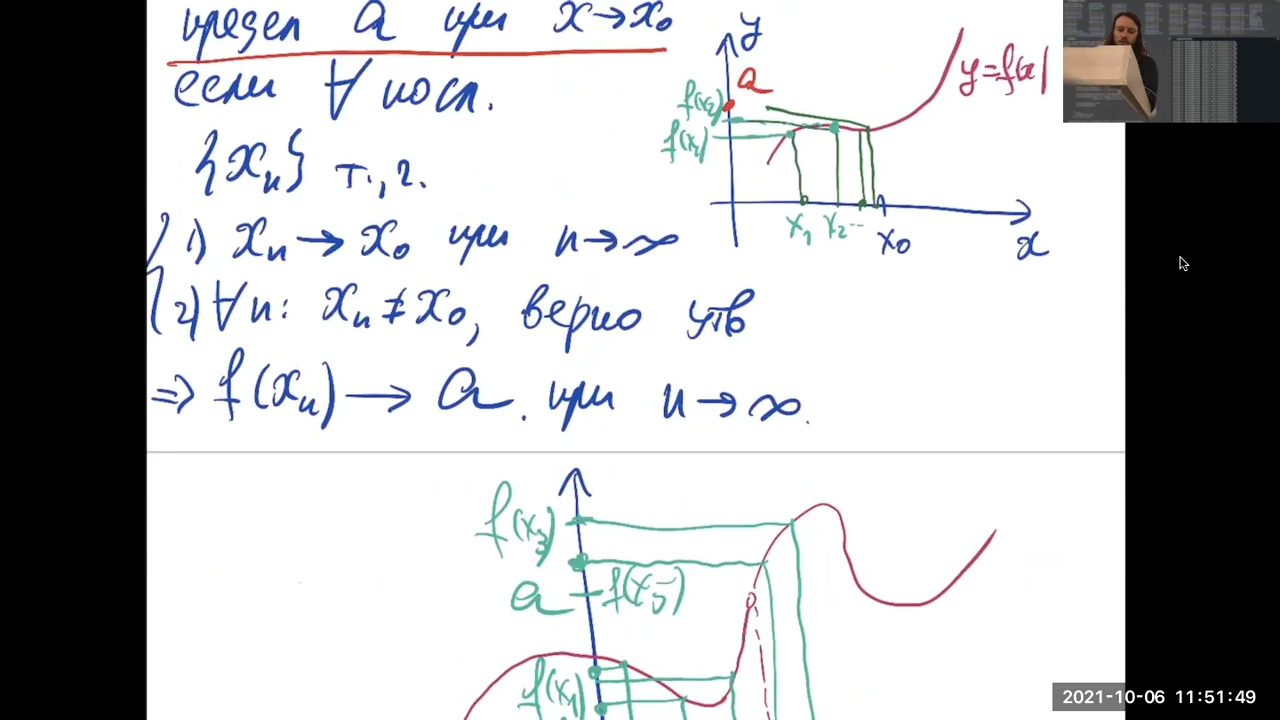 предел a при x→x₀
если ∀ посл.
{xₙ} т.,ч.
1) xₙ → x₀ при n→∞
2) ∀n: xₙ ≠ x₀, верно утв
=> f(xₙ) → a. при n→∞.
y
a
f(x₂)
f(x₁)
y=f(x)
x₁ x₂ ... x₀
x
f(x₃)
a
f(x₅)
f(x₁)
2021-10-06 11:51:49